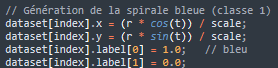 // Génération de la spirale bleue (classe 1)
dataset[index].x = (r * cos(t)) / scale;
dataset[index].y = (r * sin(t)) / scale;
dataset[index].label[0] = 1.0;   // bleu
dataset[index].label[1] = 0.0;